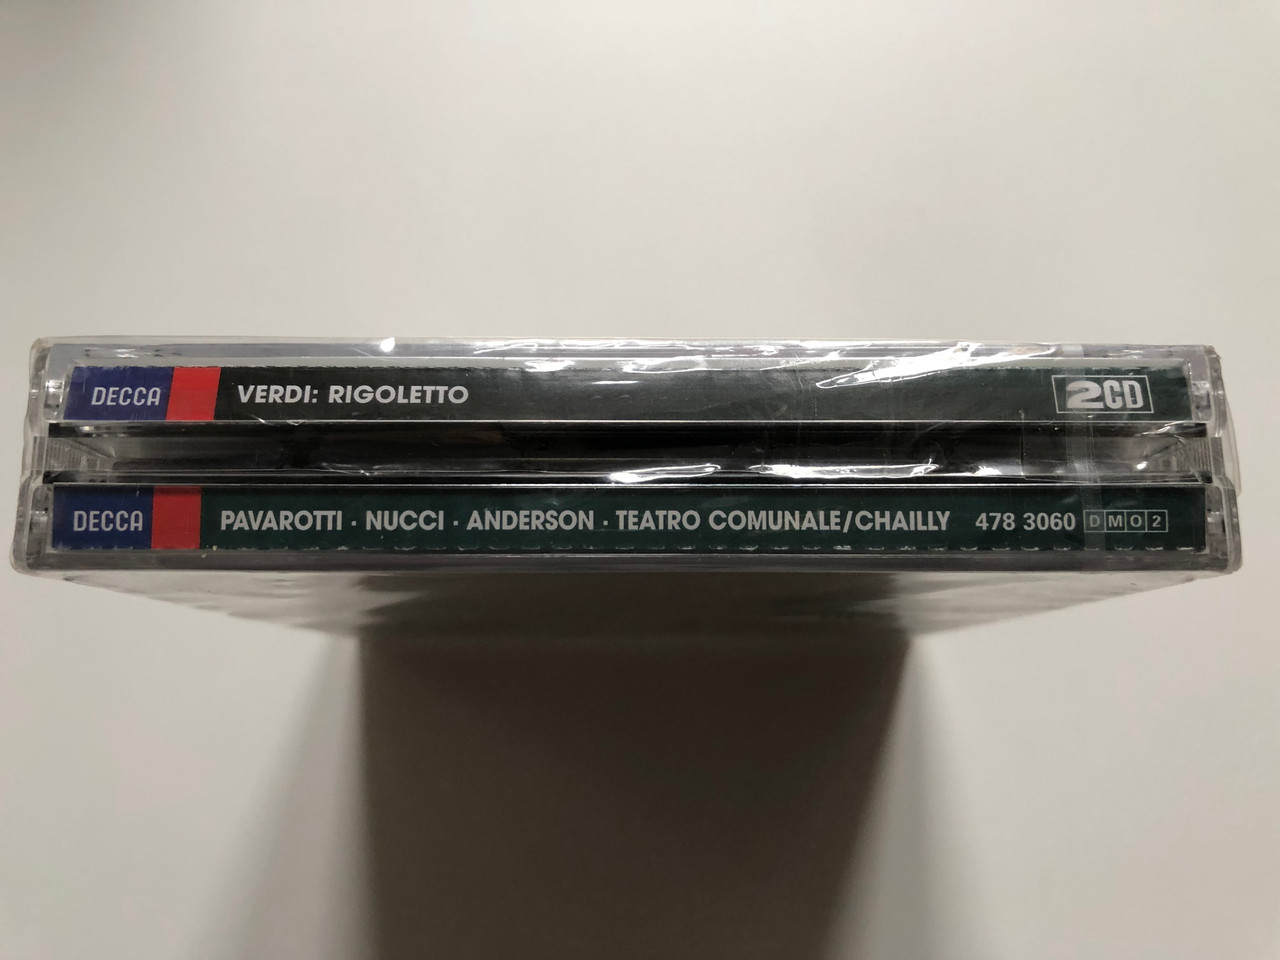 DECCA VERDI: RIGOLETTO 2CD
DECCA PAVAROTTI · NUCCI · ANDERSON · TEATRO COMUNALE/CHAILLY 478 3060 DMO2